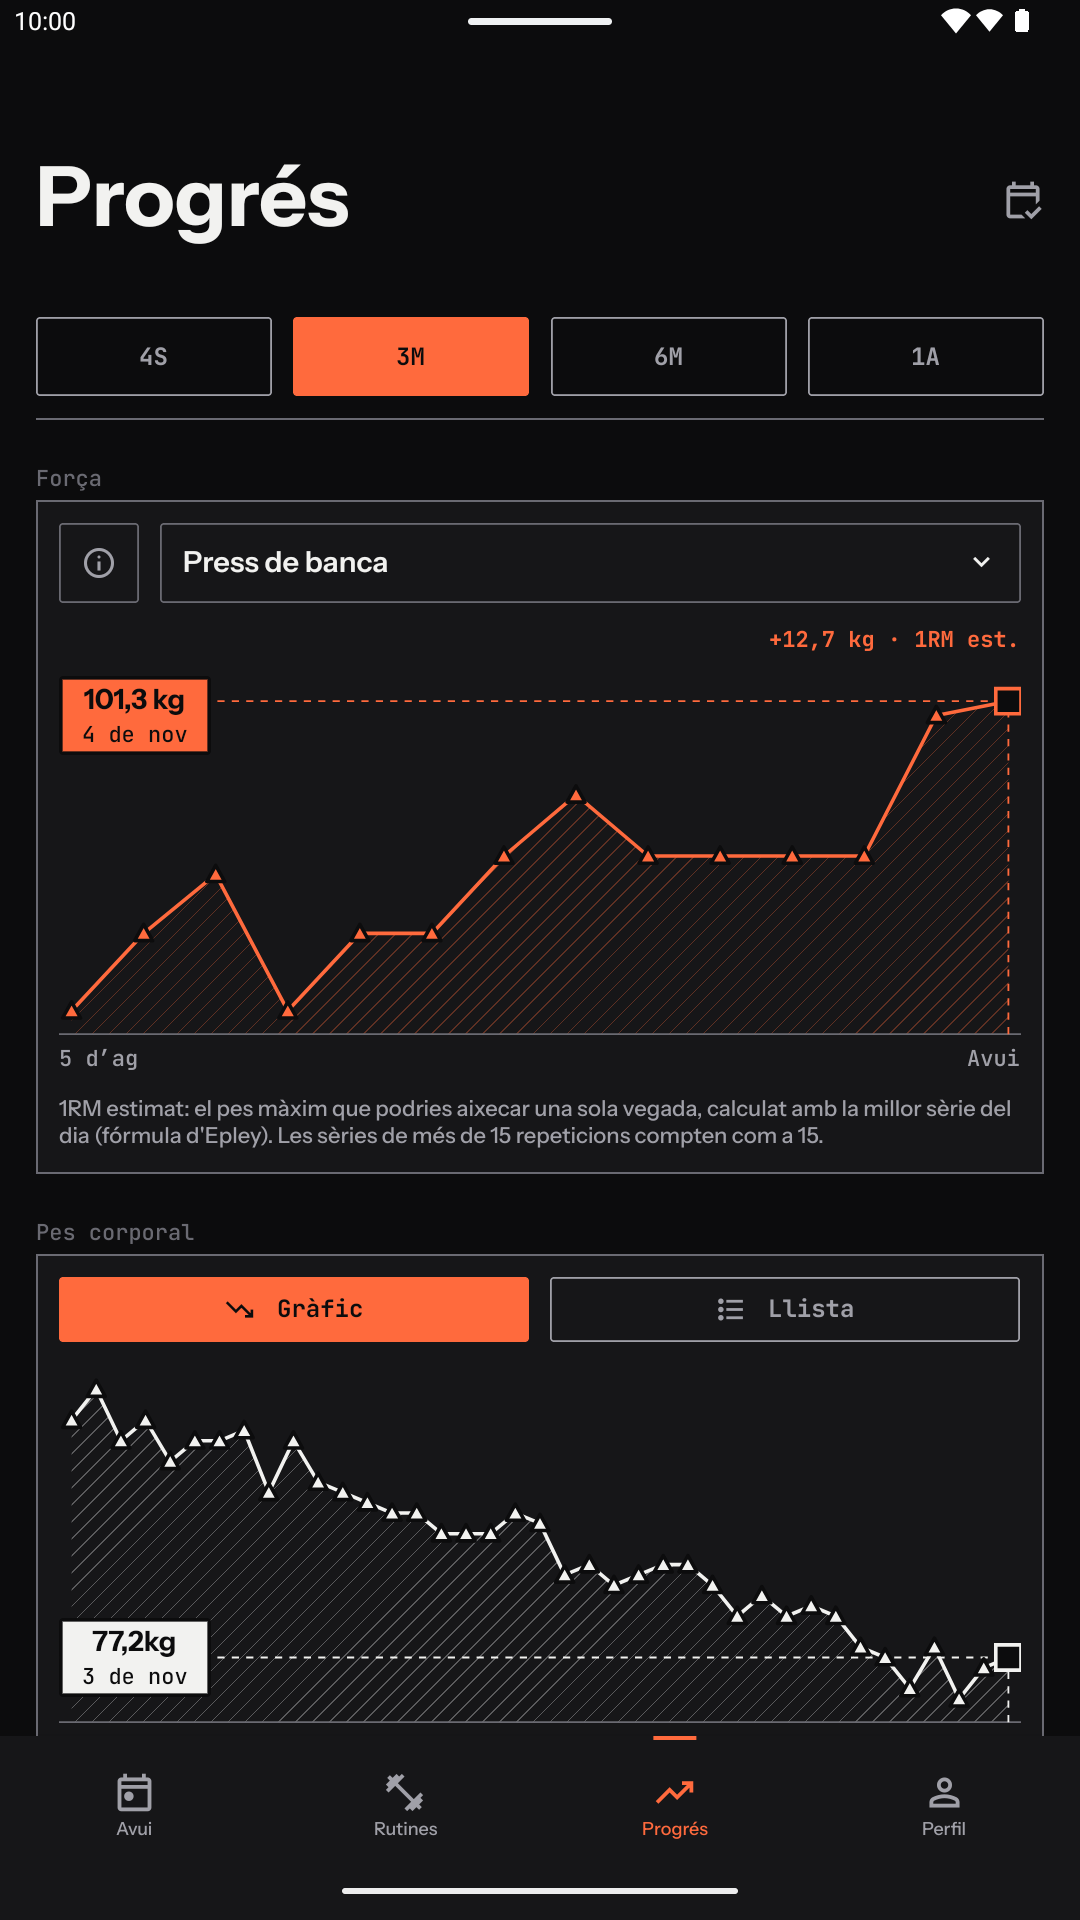 10:00
Progrés
4S
3M
6M
1A
Força
Press de banca
+12,7 kg · 1RM est.
101,3 kg
4 de nov
5 d’ag
Avui
1RM estimat: el pes màxim que podries aixecar una sola vegada, calculat amb la millor sèrie del
dia (fórmula d'Epley). Les sèries de més de 15 repeticions compten com a 15.
Pes corporal
Gràfic
Llista
77,2kg
3 de nov
Avui
Rutines
Progrés
Perfil